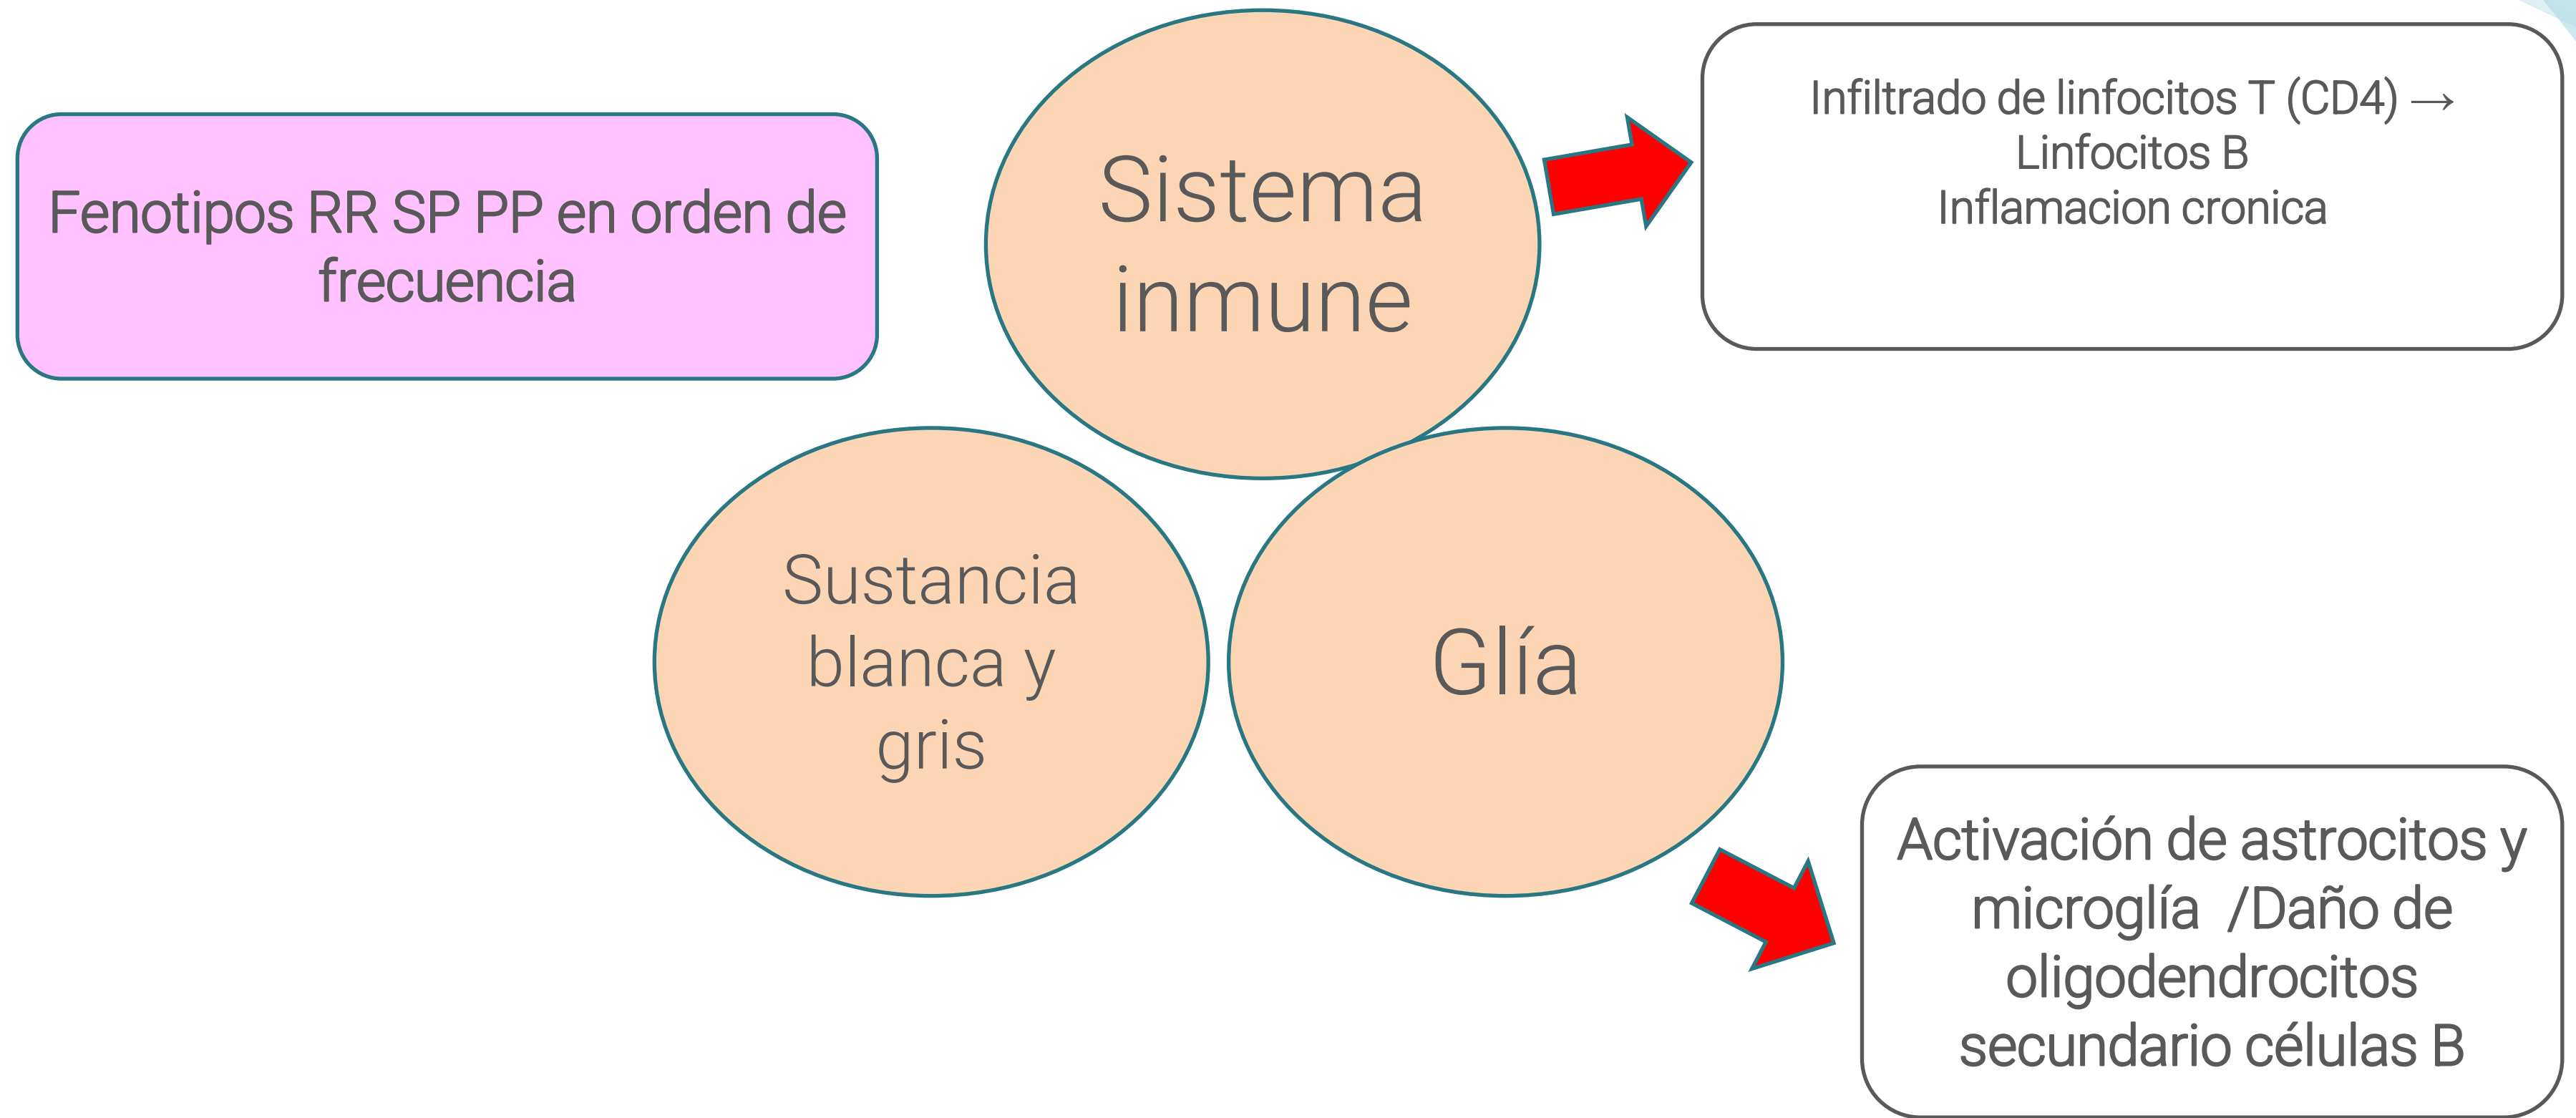 Fenotipos RR SP PP en orden de
frecuencia
Sistema
inmune
Infiltrado de linfocitos T (CD4) →
Linfocitos B
Inflamacion cronica
Sustancia
blanca y
gris
Glía
Activación de astrocitos y
microglía /Daño de
oligodendrocitos
secundario células B